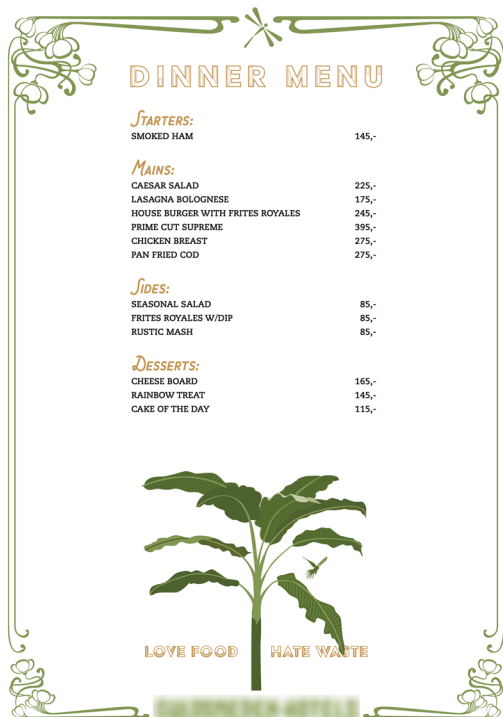 DINNER MENU
Starters:
SMOKED HAM 145,-
Mains:
CAESAR SALAD 225,-
LASAGNA BOLOGNESE 175,-
HOUSE BURGER WITH FRITES ROYALES 245,-
PRIME CUT SUPREME 395,-
CHICKEN BREAST 275,-
PAN FRIED COD 275,-
Sides:
SEASONAL SALAD 85,-
FRITES ROYALES W/DIP 85,-
RUSTIC MASH 85,-
Desserts:
CHEESE BOARD 165,-
RAINBOW TREAT 145,-
CAKE OF THE DAY 115,-
LOVE FOOD HATE WASTE